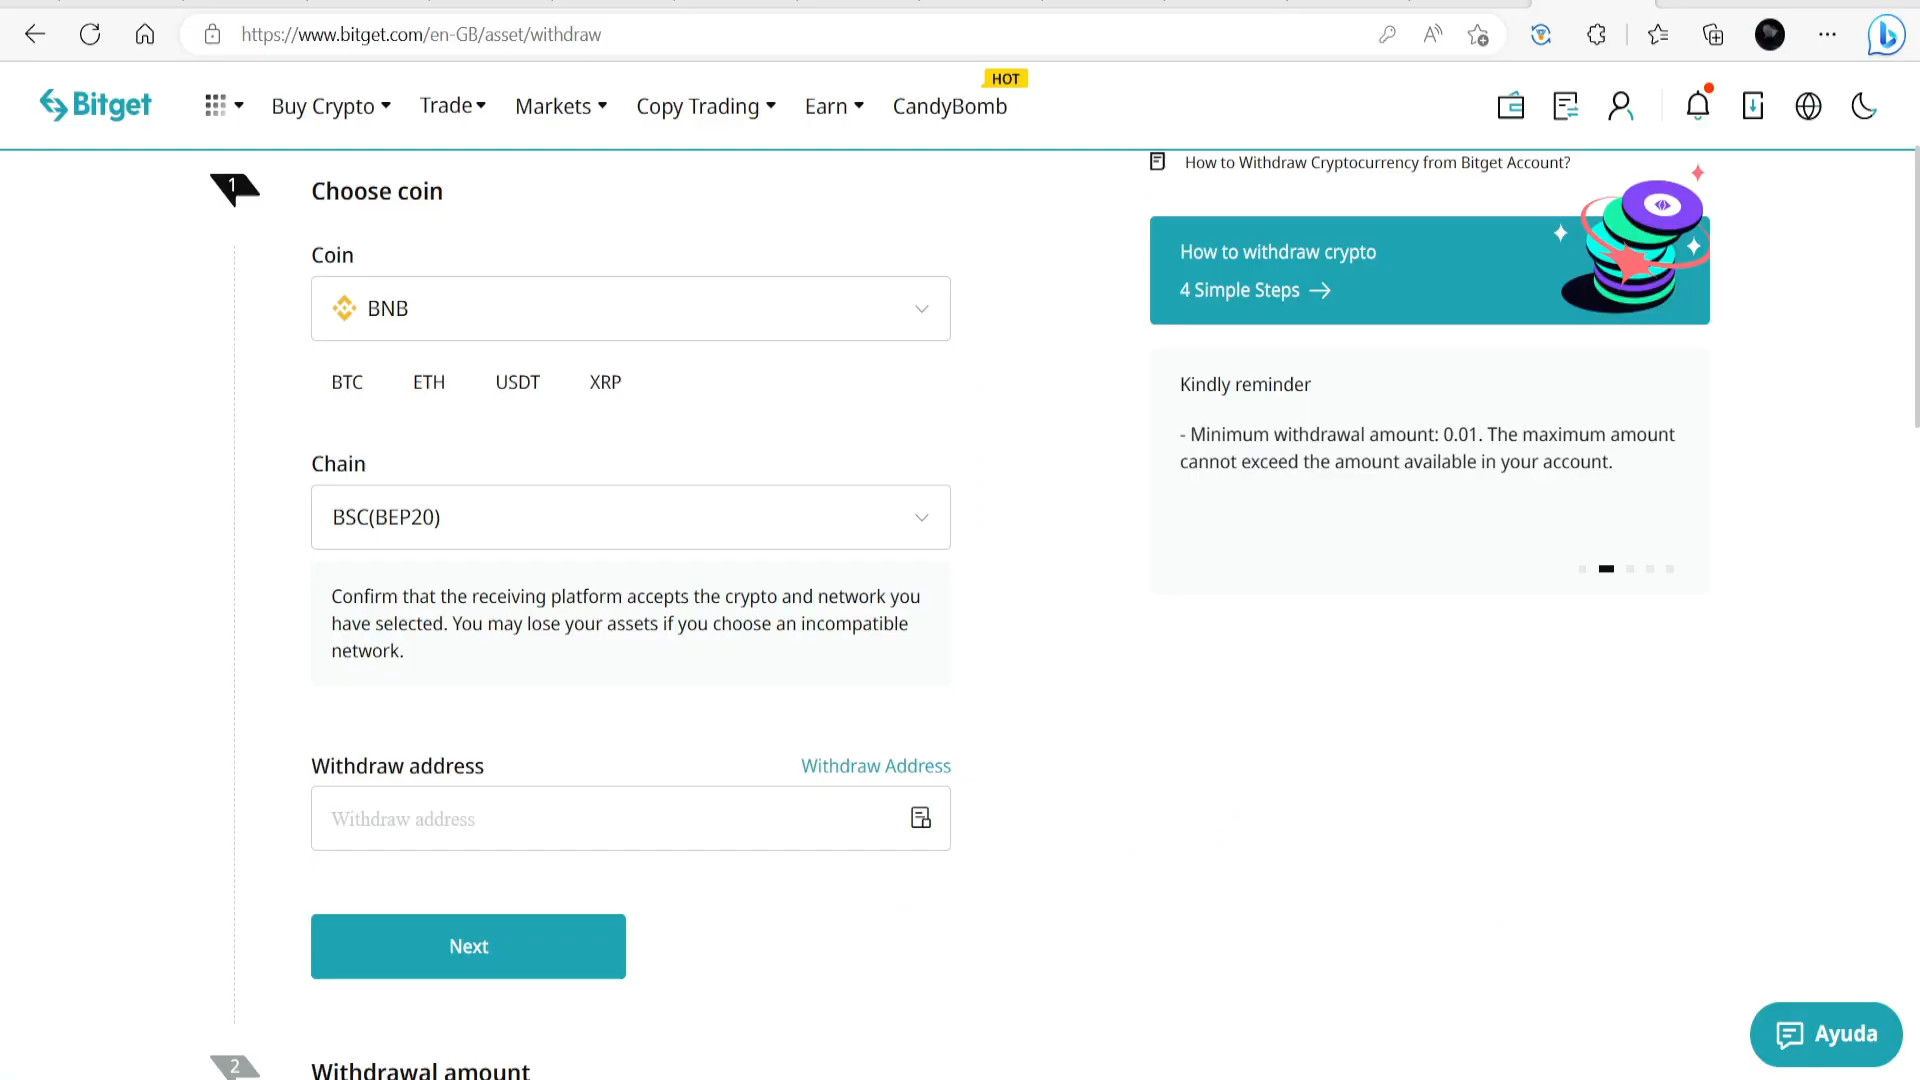 https://www.bitget.com/en-GB/asset/withdraw
HOT
Bitget
Buy Crypto
Trade
Markets
Copy Trading
Earn
CandyBomb
How to Withdraw Cryptocurrency from Bitget Account?
1
Choose coin
Coin
BNB
BTC
ETH
USDT
XRP
How to withdraw crypto
4 Simple Steps
Kindly reminder
- Minimum withdrawal amount: 0.01. The maximum amount
cannot exceed the amount available in your account.
Chain
BSC(BEP20)
Confirm that the receiving platform accepts the crypto and network you
have selected. You may lose your assets if you choose an incompatible
network.
Withdraw address
Withdraw Address
Withdraw address
Next
Ayuda
2
Withdrawal amount